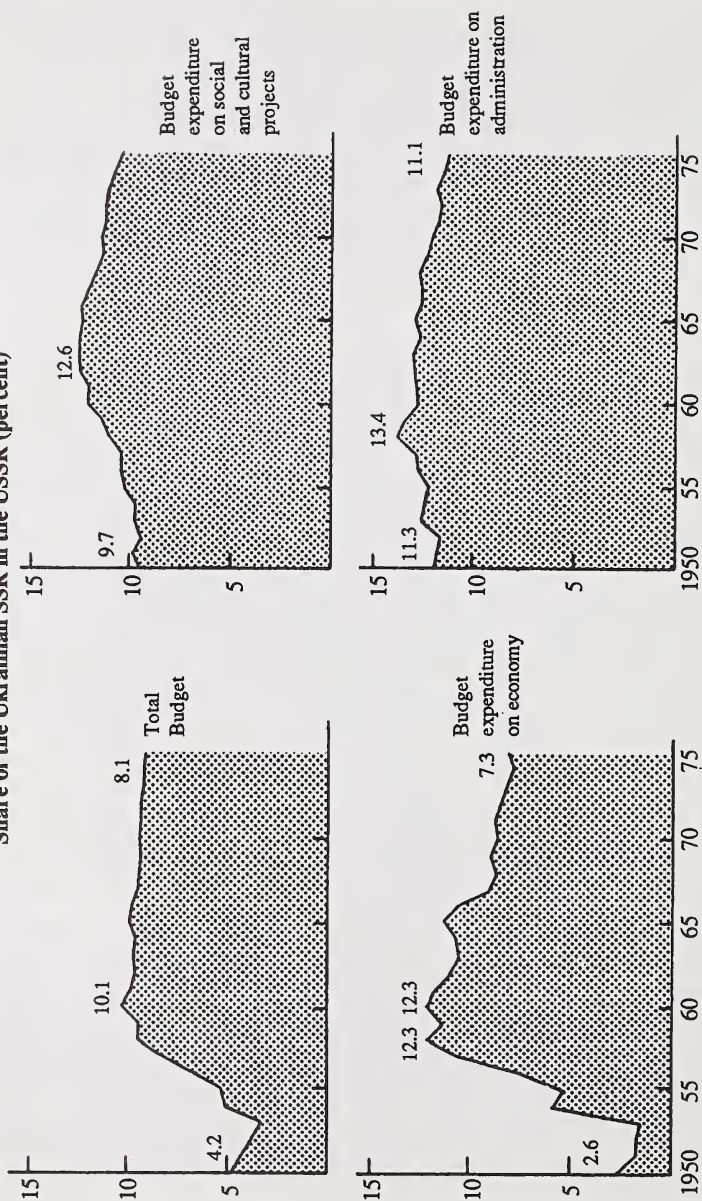 Share of the Ukrainian SSR in the USSR (percent)
15
10
5
4.2
10.1
8.1
Total
Budget
15
10
5
9.7
12.6
Budget
expenditure
on social
and cultural
projects
15
10
5
2.6
12.3
12.3
7.3
Budget
expenditure
on economy
1950
55
60
65
70
75
15
10
5
11.3
13.4
11.1
Budget
expenditure on
administration
1950
55
60
65
70
75